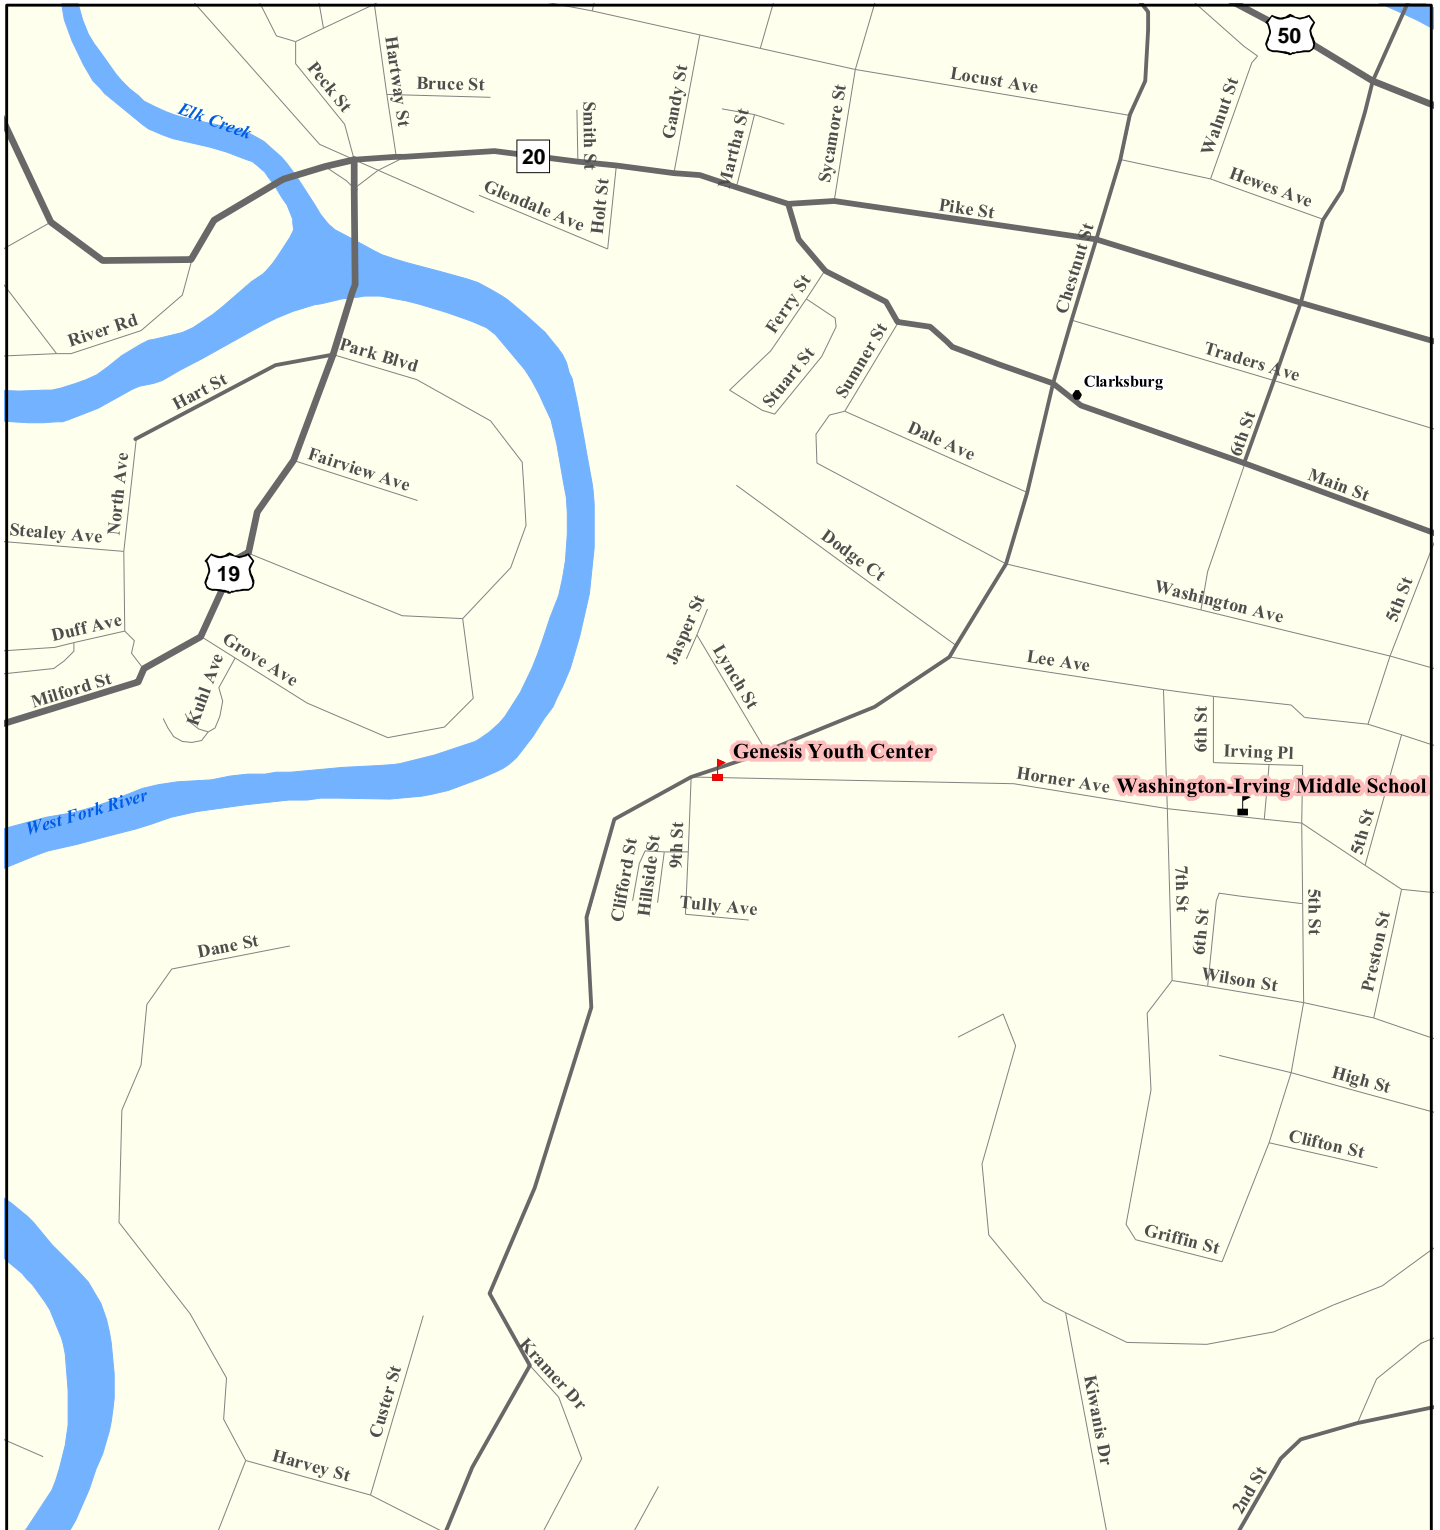 50
Hartway St
Peck St
Bruce St
Gandy St
Locust Ave
Walnut St
Elk Creek
Smith St
Martha St
Sycamore St
20
Hewes Ave
Glendale Ave
Holt St
Pike St
Chestnut St
River Rd
Ferry St
Park Blvd
Hart St
Stuart St
Sumner St
Traders Ave
Clarksburg
6th St
Dale Ave
Fairview Ave
North Ave
Main St
Stealey Ave
Dodge Ct
19
Washington Ave
5th St
Duff Ave
Jasper St
Grove Ave
Lynch St
Lee Ave
Kuhl Ave
Milford St
6th St
Genesis Youth Center
Irving Pl
Horner Ave
Washington-Irving Middle School
West Fork River
5th St
9th St
Clifford St
Hillside St
7th St
Tully Ave
5th St
6th St
Preston St
Dane St
Wilson St
High St
Clifton St
Griffin St
Kramer Dr
Custer St
Kiwanis Dr
Harvey St
2nd St